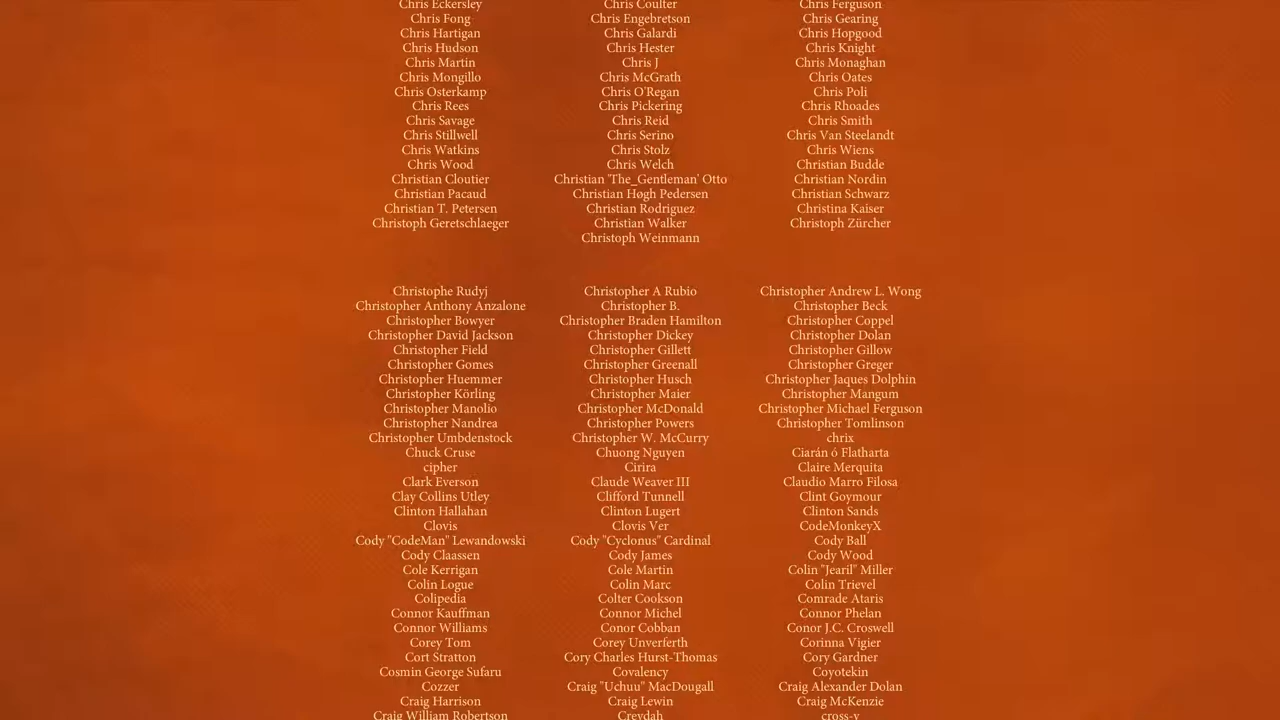 Chris Eckersley Chris Coulter Chris Ferguson
Chris Fong Chris Engebretson Chris Gearing
Chris Hartigan Chris Galardi Chris Hopgood
Chris Hudson Chris Hester Chris Knight
Chris Martin Chris J Chris Monaghan
Chris Mongillo Chris McGrath Chris Oates
Chris Osterkamp Chris O'Regan Chris Poli
Chris Rees Chris Pickering Chris Rhoades
Chris Savage Chris Reid Chris Smith
Chris Stillwell Chris Serino Chris Van Steelandt
Chris Watkins Chris Stolz Chris Wiens
Chris Wood Chris Welch Christian Budde
Christian Cloutier Christian 'The_Gentleman' Otto Christian Nordin
Christian Pacaud Christian Høgh Pedersen Christian Schwarz
Christian T. Petersen Christian Rodriguez Christina Kaiser
Christoph Geretschlaeger Christian Walker Christoph Zürcher
Christoph Weinmann
Christophe Rudyj Christopher A Rubio Christopher Andrew L. Wong
Christopher Anthony Anzalone Christopher B. Christopher Beck
Christopher Bowyer Christopher Braden Hamilton Christopher Coppel
Christopher David Jackson Christopher Dickey Christopher Dolan
Christopher Field Christopher Gillett Christopher Gillow
Christopher Gomes Christopher Greenall Christopher Greger
Christopher Huemmer Christopher Husch Christopher Jaques Dolphin
Christopher Körling Christopher Maier Christopher Mangum
Christopher Manolio Christopher McDonald Christopher Michael Ferguson
Christopher Nandrea Christopher Powers Christopher Tomlinson
Christopher Umbdenstock Christopher W. McCurry chrix
Chuck Cruse Chuong Nguyen Ciarán ó Flatharta
cipher Cirira Claire Merquita
Clark Everson Claude Weaver III Claudio Marro Filosa
Clay Collins Utley Clifford Tunnell Clint Goymour
Clinton Hallahan Clinton Lugert Clinton Sands
Clovis Clovis Ver CodeMonkeyX
Cody "CodeMan" Lewandowski Cody "Cyclonus" Cardinal Cody Ball
Cody Claassen Cody James Cody Wood
Cole Kerrigan Cole Martin Colin "Jearil" Miller
Colin Logue Colin Marc Colin Trievel
Colipedia Colter Cookson Comrade Ataris
Connor Kauffman Connor Michel Connor Phelan
Connor Williams Conor Cobban Conor J.C. Croswell
Corey Tom Corey Unverferth Corinna Vigier
Cort Stratton Cory Charles Hurst-Thomas Cory Gardner
Cosmin George Sufaru Covalency Coyotekin
Cozzer Craig "Uchuu" MacDougall Craig Alexander Dolan
Craig Harrison Craig Lewin Craig McKenzie
Craig William Robertson Creydah cross-y